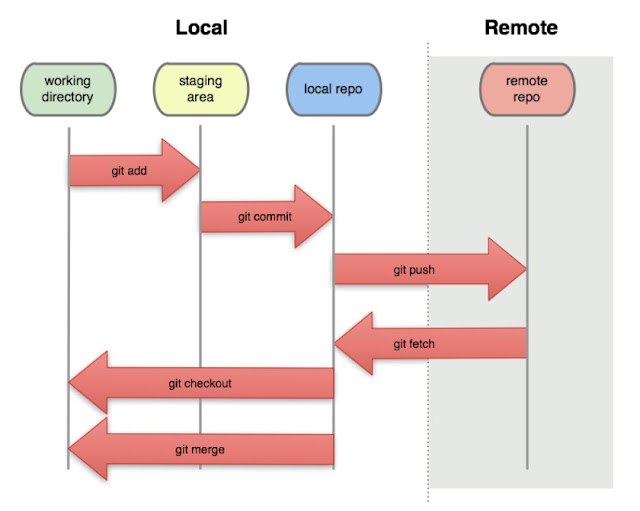 Local
Remote
working
directory
staging
area
local repo
remote
repo
git add
git commit
git push
git fetch
git checkout
git merge